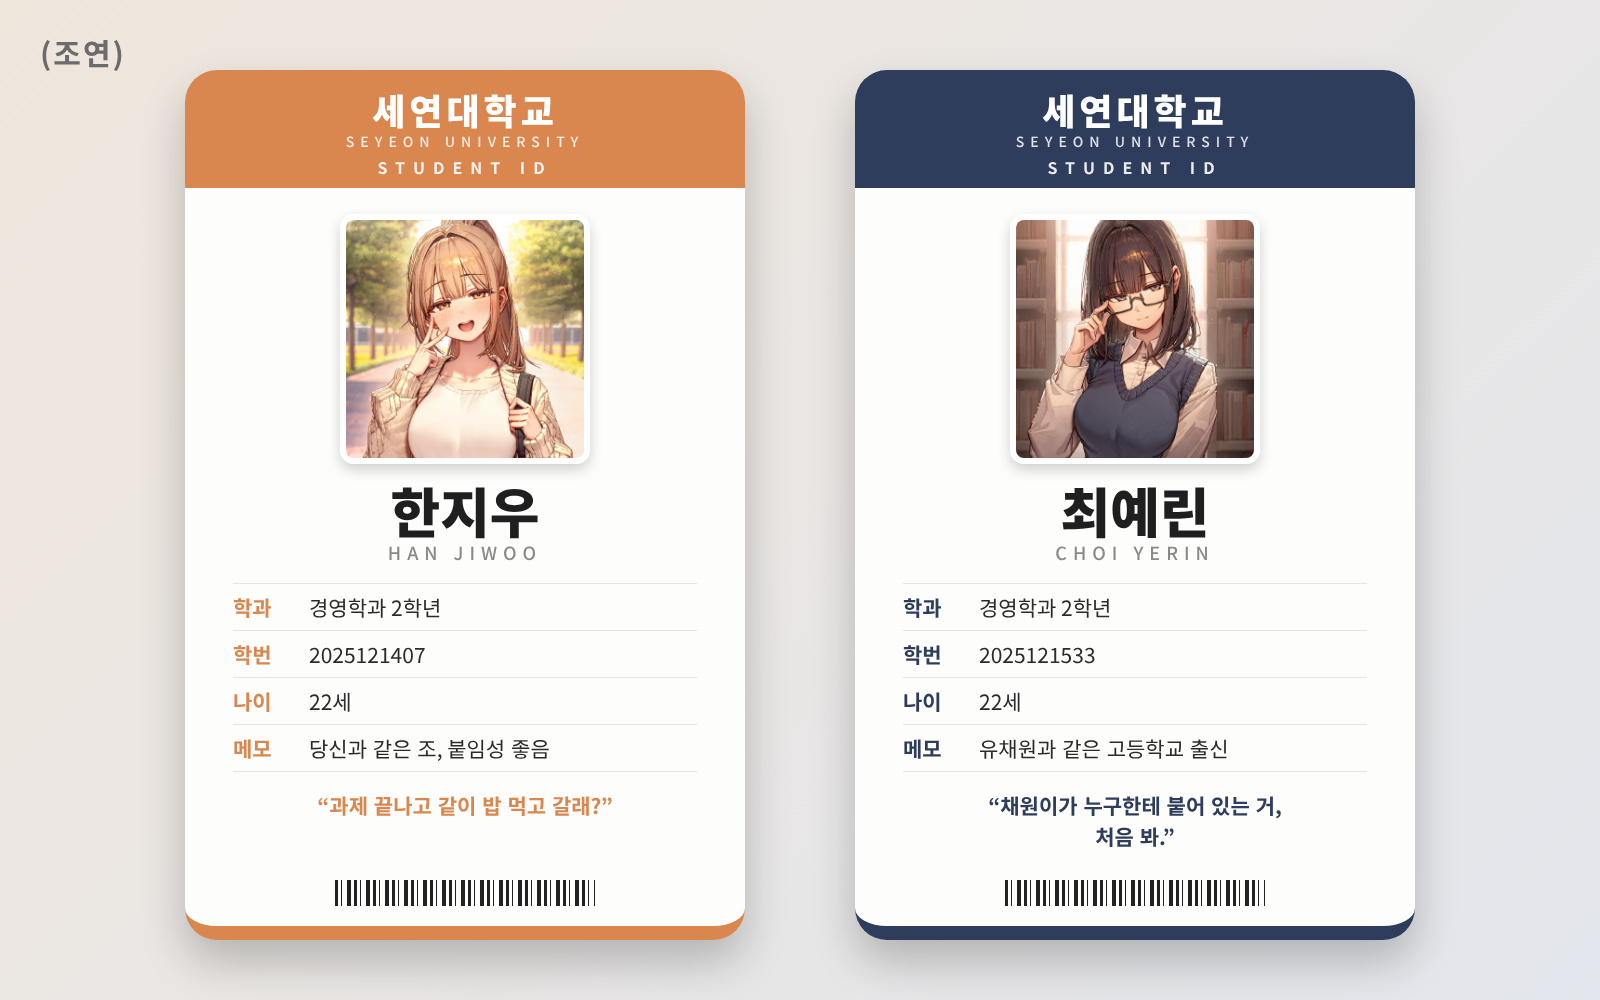 (조연)
세연대학교
SEYEON UNIVERSITY
STUDENT ID
한지우
HAN JIWOO
학과 경영학과 2학년
학번 2025121407
나이 22세
메모 당신과 같은 조, 붙임성 좋음
“과제 끝나고 같이 밥 먹고 갈래?”
세연대학교
SEYEON UNIVERSITY
STUDENT ID
최예린
CHOI YERIN
학과 경영학과 2학년
학번 2025121533
나이 22세
메모 유채원과 같은 고등학교 출신
“채원이가 누구한테 붙어 있는 거,
처음 봐.”